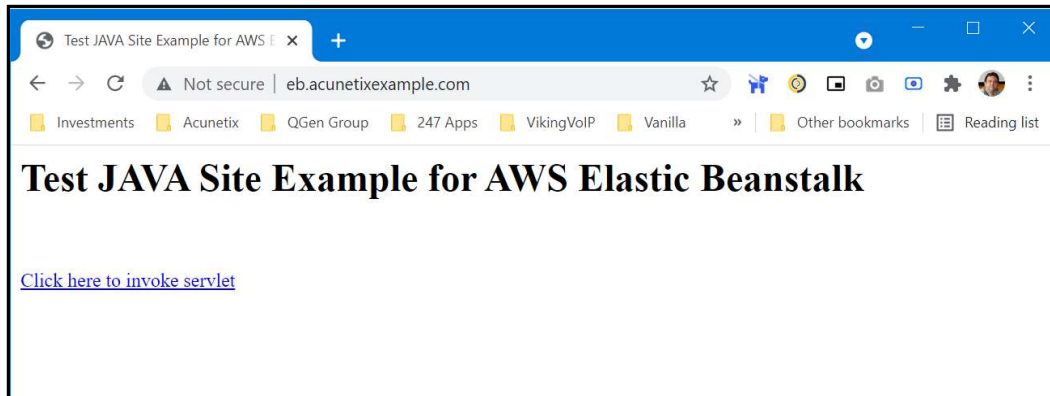 Test JAVA Site Example for AWS E
Not secure | eb.acunetixexample.com
Investments Acunetix QGen Group 247 Apps VikingVoIP Vanilla » Other bookmarks Reading list
Test JAVA Site Example for AWS Elastic Beanstalk
Click here to invoke servlet